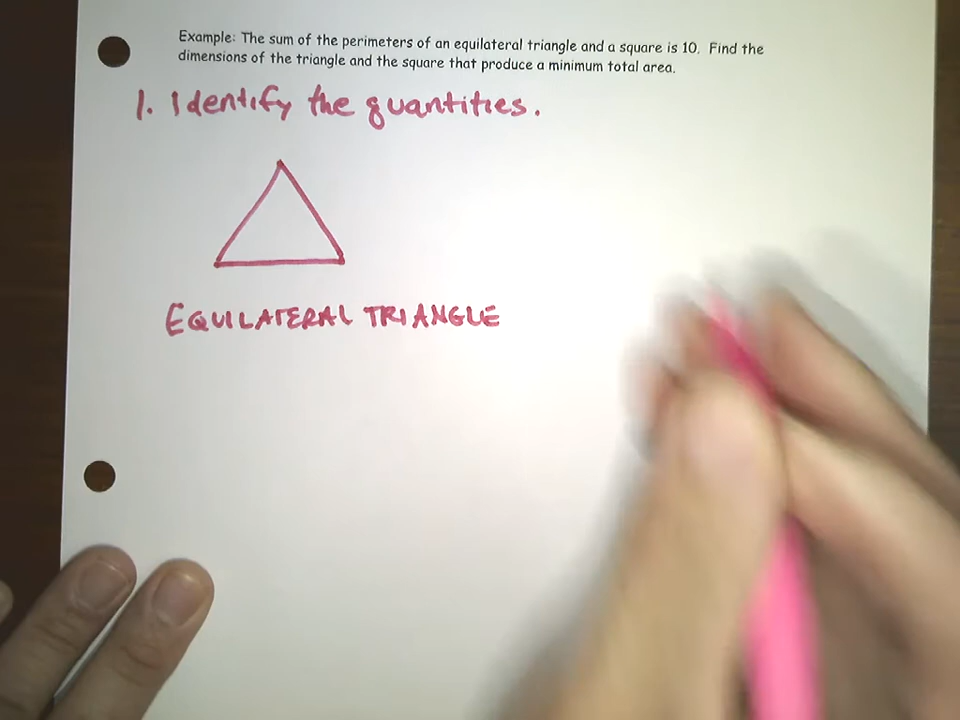 Example: The sum of the perimeters of an equilateral triangle and a square is 10. Find the
dimensions of the triangle and the square that produce a minimum total area.
1. Identify the quantities.
EQUILATERAL TRIANGLE